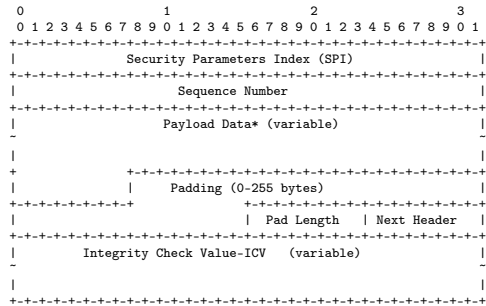 0                   1                   2                   3
 0 1 2 3 4 5 6 7 8 9 0 1 2 3 4 5 6 7 8 9 0 1 2 3 4 5 6 7 8 9 0 1
+-+-+-+-+-+-+-+-+-+-+-+-+-+-+-+-+-+-+-+-+-+-+-+-+-+-+-+-+-+-+-+-+
|               Security Parameters Index (SPI)                 |
+-+-+-+-+-+-+-+-+-+-+-+-+-+-+-+-+-+-+-+-+-+-+-+-+-+-+-+-+-+-+-+-+
|                      Sequence Number                          |
+-+-+-+-+-+-+-+-+-+-+-+-+-+-+-+-+-+-+-+-+-+-+-+-+-+-+-+-+-+-+-+-+
|                    Payload Data* (variable)                   |
~                                                               ~
|                                                               |
+               +-+-+-+-+-+-+-+-+-+-+-+-+-+-+-+-+-+-+-+-+-+-+-+-+
|               |     Padding (0-255 bytes)                     |
+-+-+-+-+-+-+-+-+               +-+-+-+-+-+-+-+-+-+-+-+-+-+-+-+-+
|                               |  Pad Length   | Next Header   |
+-+-+-+-+-+-+-+-+-+-+-+-+-+-+-+-+-+-+-+-+-+-+-+-+-+-+-+-+-+-+-+-+
|         Integrity Check Value-ICV   (variable)                |
~                                                               ~
|                                                               |
+-+-+-+-+-+-+-+-+-+-+-+-+-+-+-+-+-+-+-+-+-+-+-+-+-+-+-+-+-+-+-+-+